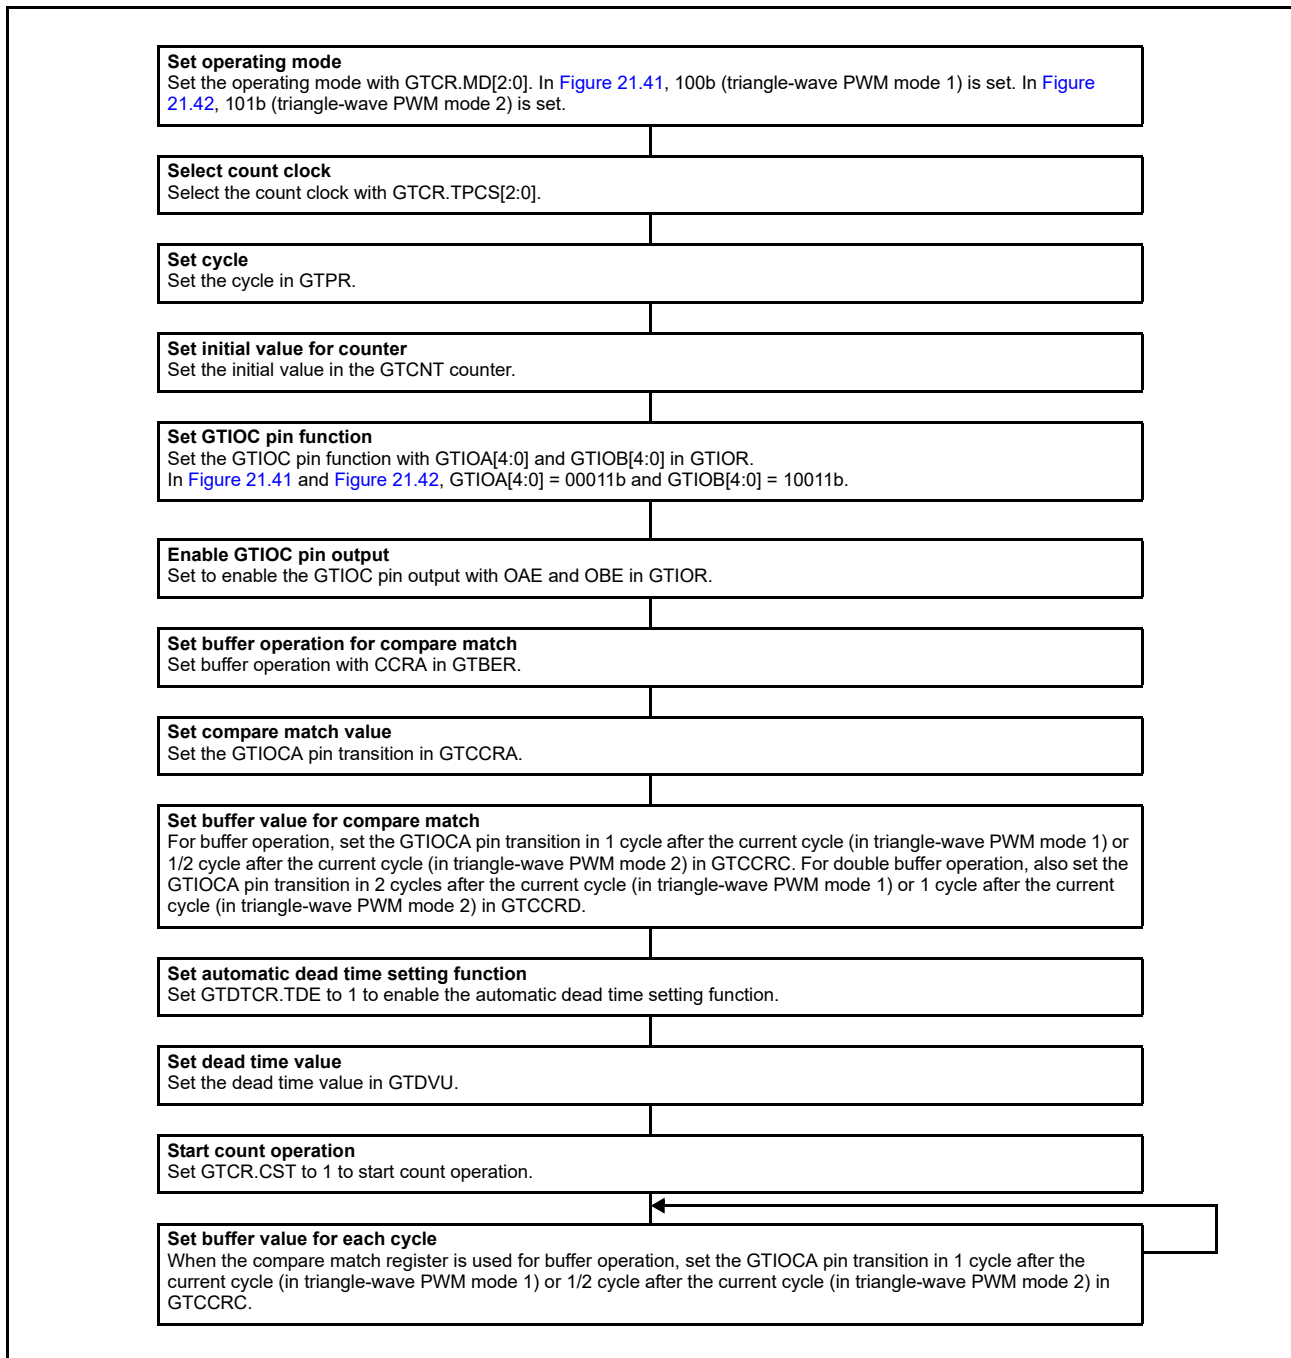 Set operating mode
Set the operating mode with GTCR.MD[2:0]. In Figure 21.41, 100b (triangle-wave PWM mode 1) is set. In Figure
21.42, 101b (triangle-wave PWM mode 2) is set.
Select count clock
Select the count clock with GTCR.TPCS[2:0].
Set cycle
Set the cycle in GTPR.
Set initial value for counter
Set the initial value in the GTCNT counter.
Set GTIOC pin function
Set the GTIOC pin function with GTIOA[4:0] and GTIOB[4:0] in GTIOR.
In Figure 21.41 and Figure 21.42, GTIOA[4:0] = 00011b and GTIOB[4:0] = 10011b.
Enable GTIOC pin output
Set to enable the GTIOC pin output with OAE and OBE in GTIOR.
Set buffer operation for compare match
Set buffer operation with CCRA in GTBER.
Set compare match value
Set the GTIOCA pin transition in GTCCRA.
Set buffer value for compare match
For buffer operation, set the GTIOCA pin transition in 1 cycle after the current cycle (in triangle-wave PWM mode 1) or
1/2 cycle after the current cycle (in triangle-wave PWM mode 2) in GTCCRC. For double buffer operation, also set the
GTIOCA pin transition in 2 cycles after the current cycle (in triangle-wave PWM mode 1) or 1 cycle after the current
cycle (in triangle-wave PWM mode 2) in GTCCRD.
Set automatic dead time setting function
Set GTDTCR.TDE to 1 to enable the automatic dead time setting function.
Set dead time value
Set the dead time value in GTDVU.
Start count operation
Set GTCR.CST to 1 to start count operation.
Set buffer value for each cycle
When the compare match register is used for buffer operation, set the GTIOCA pin transition in 1 cycle after the
current cycle (in triangle-wave PWM mode 1) or 1/2 cycle after the current cycle (in triangle-wave PWM mode 2) in
GTCCRC.